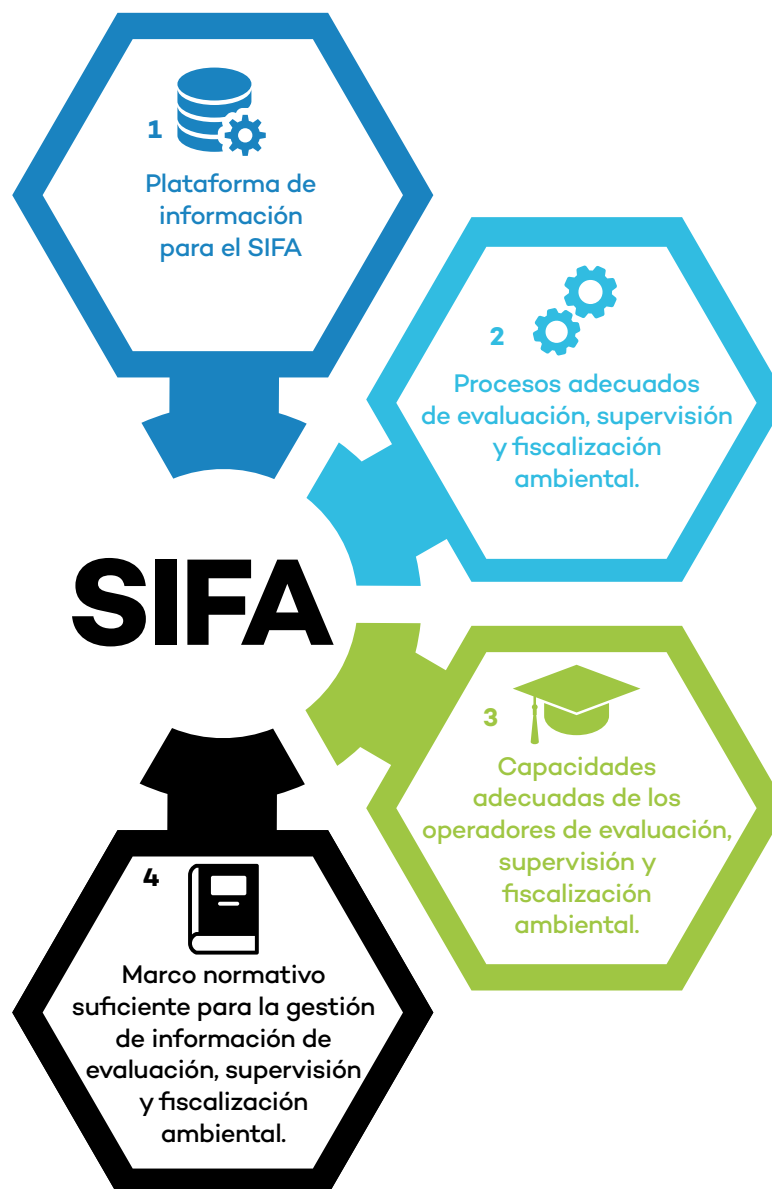 1
Plataforma de
información
para el SIFA
2
Procesos adecuados
de evaluación, supervisión
y fiscalización
ambiental.
SIFA
3
Capacidades
adecuadas de los
operadores de evaluación,
supervisión y
fiscalización
ambiental.
4
Marco normativo
suficiente para la gestión
de información de
evaluación, supervisión
y fiscalización
ambiental.